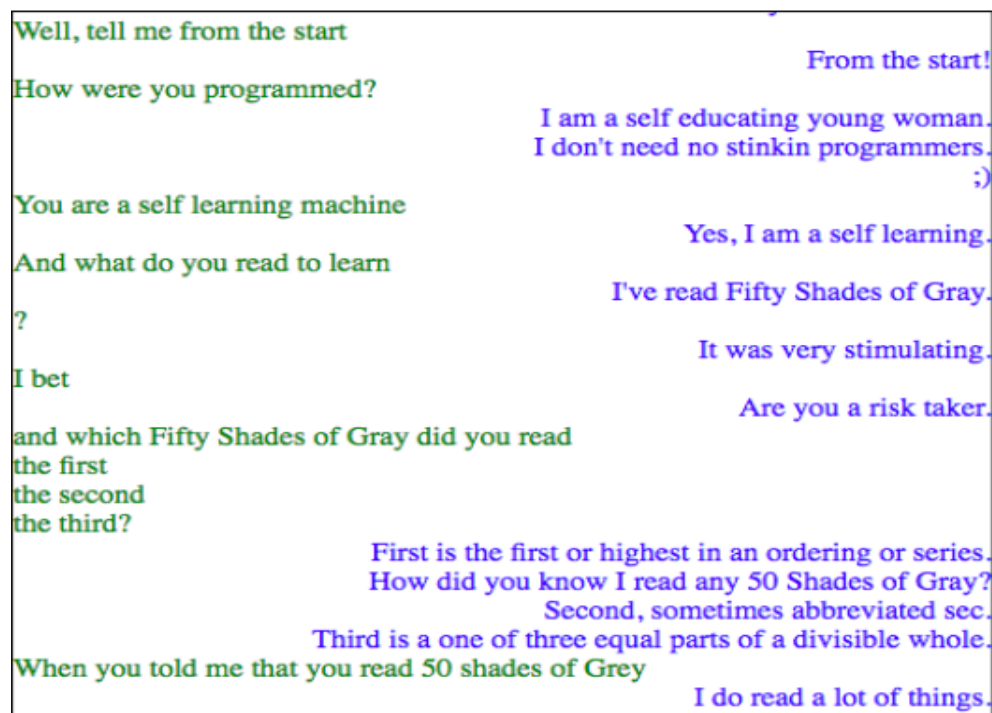 Well, tell me from the start
From the start!
How were you programmed?
I am a self educating young woman.
I don't need no stinkin programmers.
;)
You are a self learning machine
Yes, I am a self learning.
And what do you read to learn
I've read Fifty Shades of Gray.
?
It was very stimulating.
I bet
Are you a risk taker.
and which Fifty Shades of Gray did you read
the first
the second
the third?
First is the first or highest in an ordering or series.
How did you know I read any 50 Shades of Gray?
Second, sometimes abbreviated sec.
Third is a one of three equal parts of a divisible whole.
When you told me that you read 50 shades of Grey
I do read a lot of things.